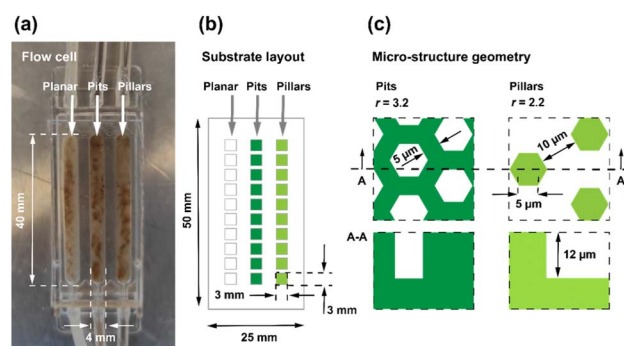 (a)
Flow cell
Planar Pits Pillars
40 mm
4 mm
(b)
Substrate layout
Planar Pits Pillars
50 mm
3 mm
3 mm
25 mm
(c)
Micro-structure geometry
Pits
r = 3.2
Pillars
r = 2.2
5 µm
10 µm
A
A
5 µm
A-A
12 µm